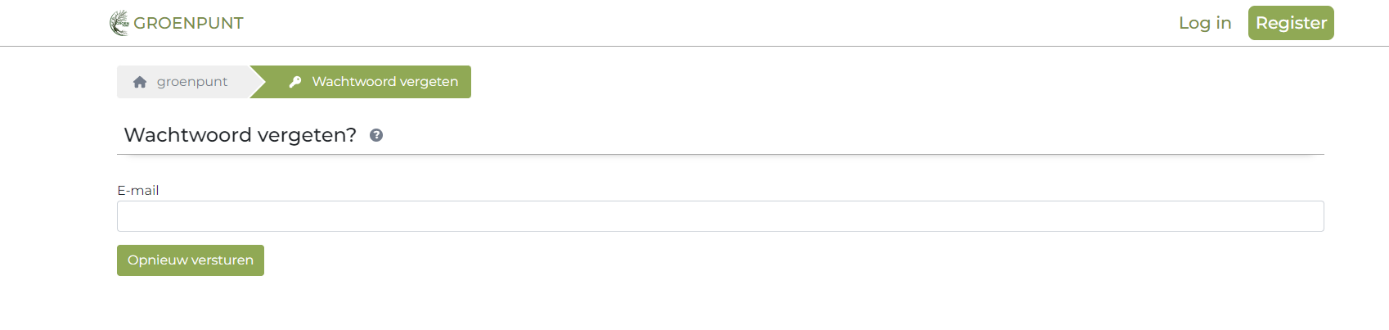 GROENPUNT
Log in Register
groenpunt Wachtwoord vergeten
Wachtwoord vergeten?
E-mail
Opnieuw versturen